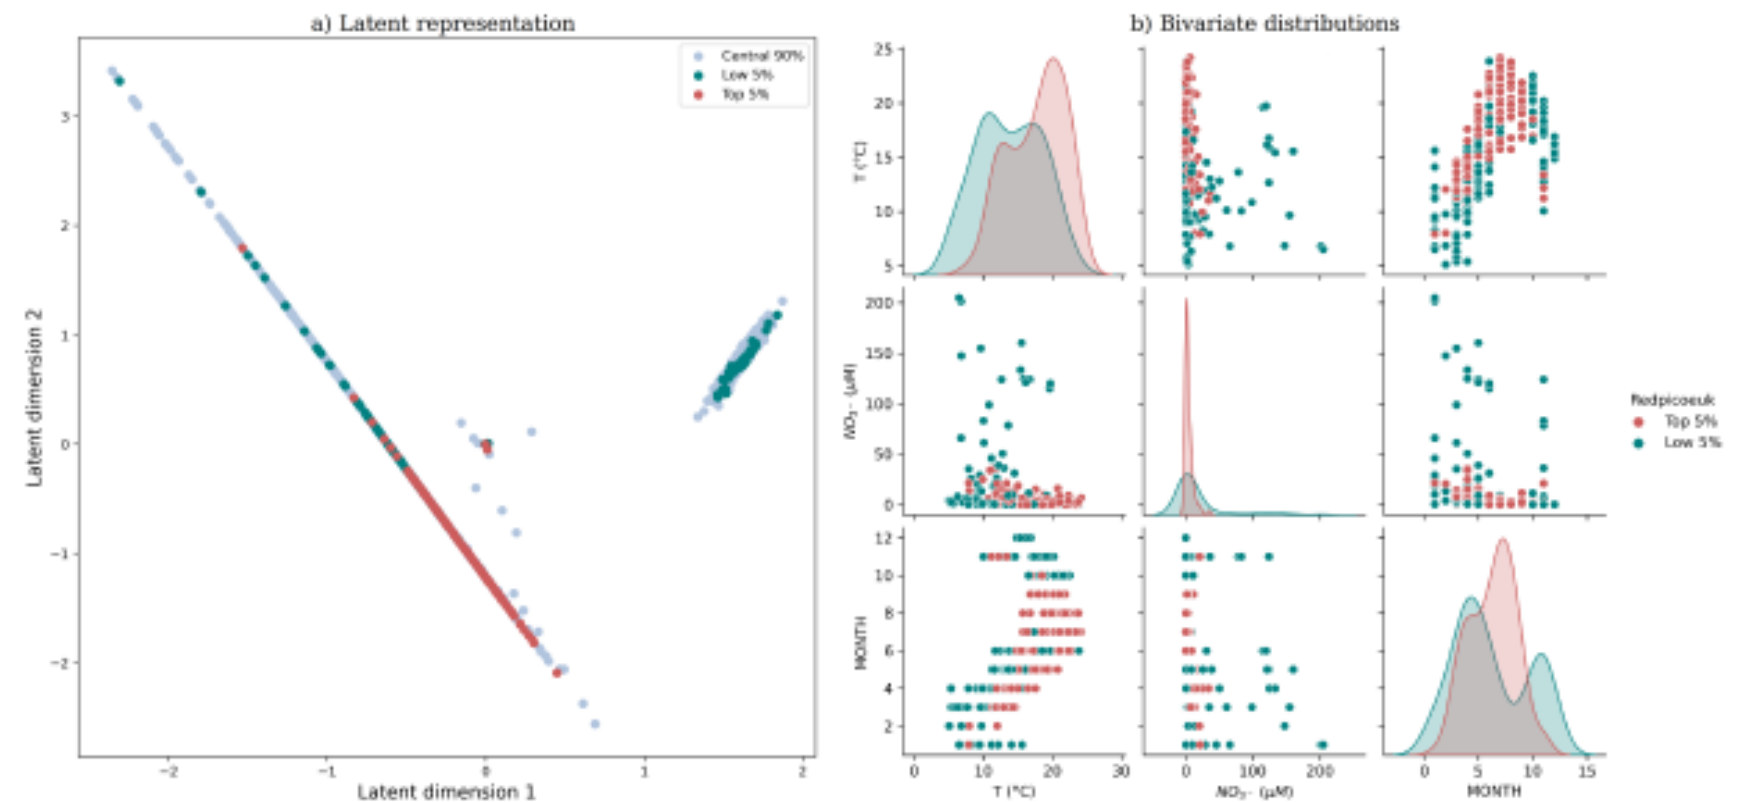 a) Latent representation
b) Bivariate distributions
Central 90%
Low 5%
Top 5%
3
2
1
0
−1
−2
Latent dimension 2
−2
−1
0
1
2
Latent dimension 1
25
20
15
10
5
T (°C)
200
150
100
50
0
NO₃⁻ (μM)
12
10
8
6
4
2
MONTH
0
10
20
30
T (°C)
0
100
200
NO₃⁻ (μM)
0
5
10
15
MONTH
Redpicoeuk
Top 5%
Low 5%